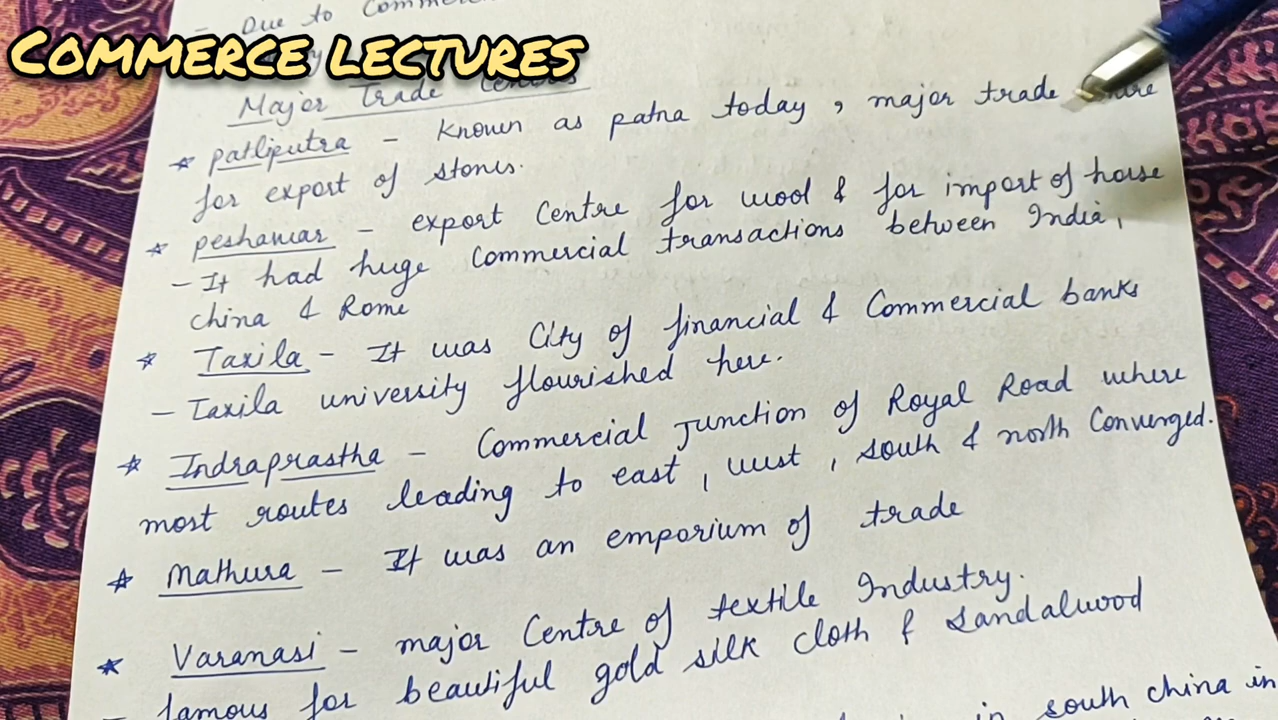 - Due to Commer
COMMERCE LECTURES
Major Trade Centres
* patliputra - known as patna today, major trade
for export of stones.
* peshawar - export Centre for wool & for import of horse
- It had huge Commercial transactions between India,
china & Rome
* Taxila - It was City of financial & Commercial banks
- Taxila university flourished here.
* Indraprastha - Commercial Junction of Royal Road where
most routes leading to east, west, south & north Converged.
* Mathura - It was an emporium of trade
* Varanasi - major Centre of textile Industry.
- famous for beautiful gold silk cloth & Sandalwood
in south china in